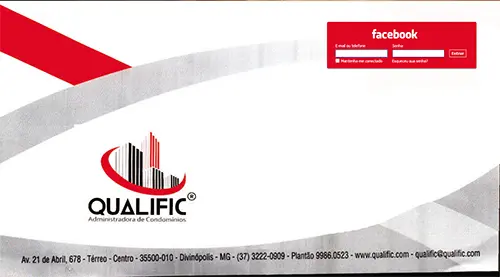 facebook
E-mail ou telefone Senha:
Entrar
Mantenha-me conectado Esqueceu sua senha?
QUALIFIC ®
Administradora de Condomínios
Av. 21 de Abril, 678 - Térreo - Centro - 35500-010 - Divinópolis - MG - (37) 3222-0909 - Plantão 9986.0523 - www.qualific.com - qualific@qualific.com